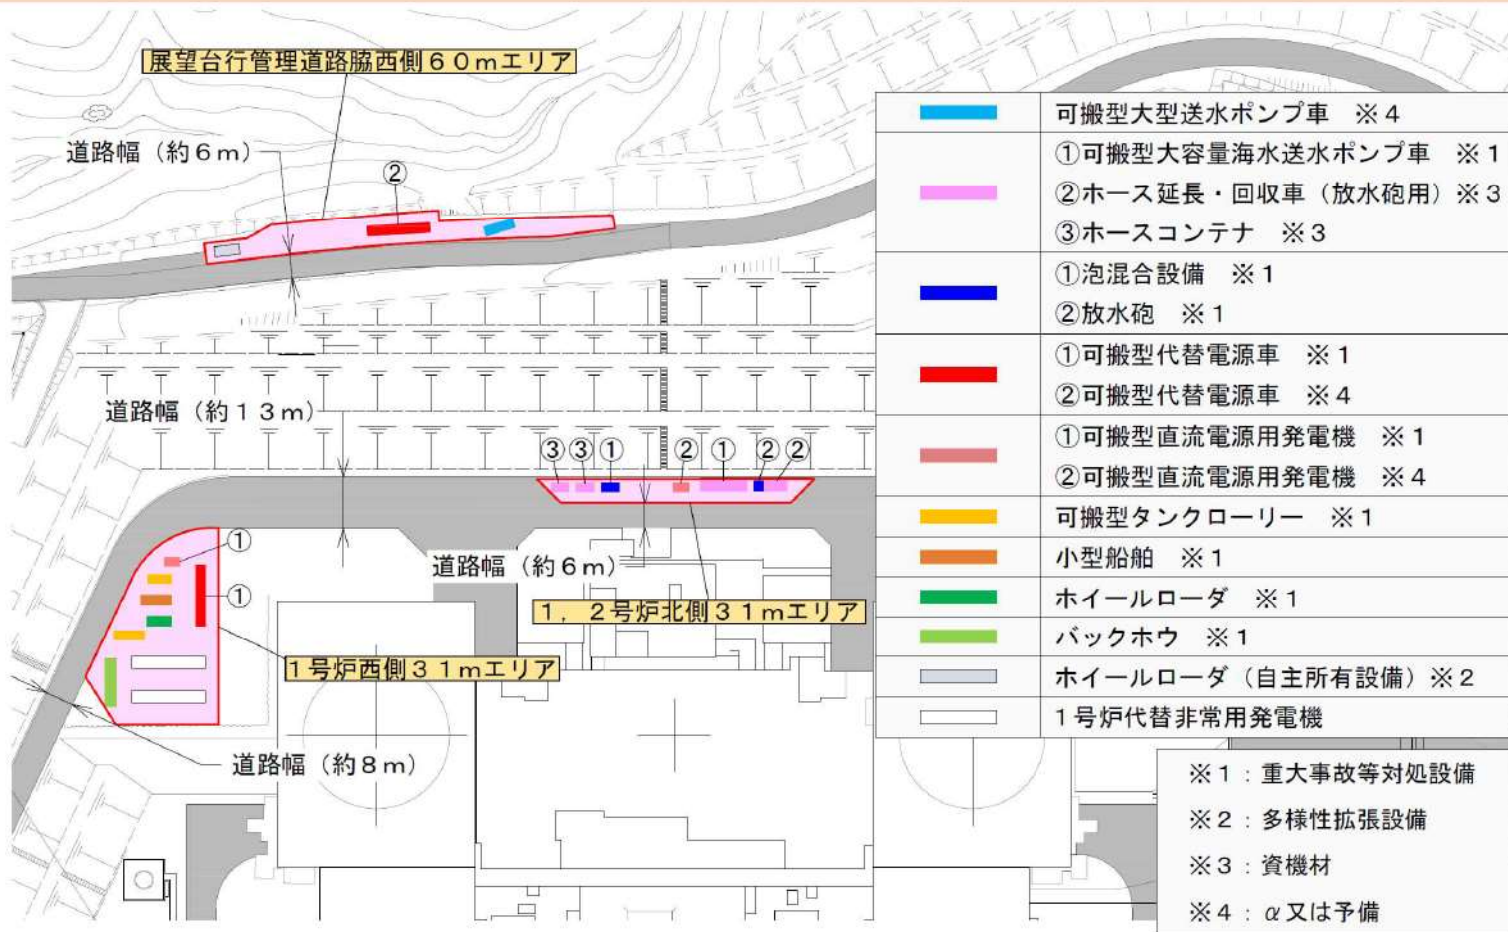 展望台行管理道路脇西側６０ｍエリア
道路幅（約６ｍ）
②
道路幅（約１３ｍ）
③③① ② ① ②②
①
①
道路幅（約６ｍ）
１，２号炉北側３１ｍエリア
１号炉西側３１ｍエリア
道路幅（約８ｍ）
可搬型大型送水ポンプ車 ※４
①可搬型大容量海水送水ポンプ車 ※１
②ホース延長・回収車（放水砲用）※３
③ホースコンテナ ※３
①泡混合設備 ※１
②放水砲 ※１
①可搬型代替電源車 ※１
②可搬型代替電源車 ※４
①可搬型直流電源用発電機 ※１
②可搬型直流電源用発電機 ※４
可搬型タンクローリー ※１
小型船舶 ※１
ホイールローダ ※１
バックホウ ※１
ホイールローダ（自主所有設備）※２
１号炉代替非常用発電機
※１：重大事故等対処設備
※２：多様性拡張設備
※３：資機材
※４：α又は予備